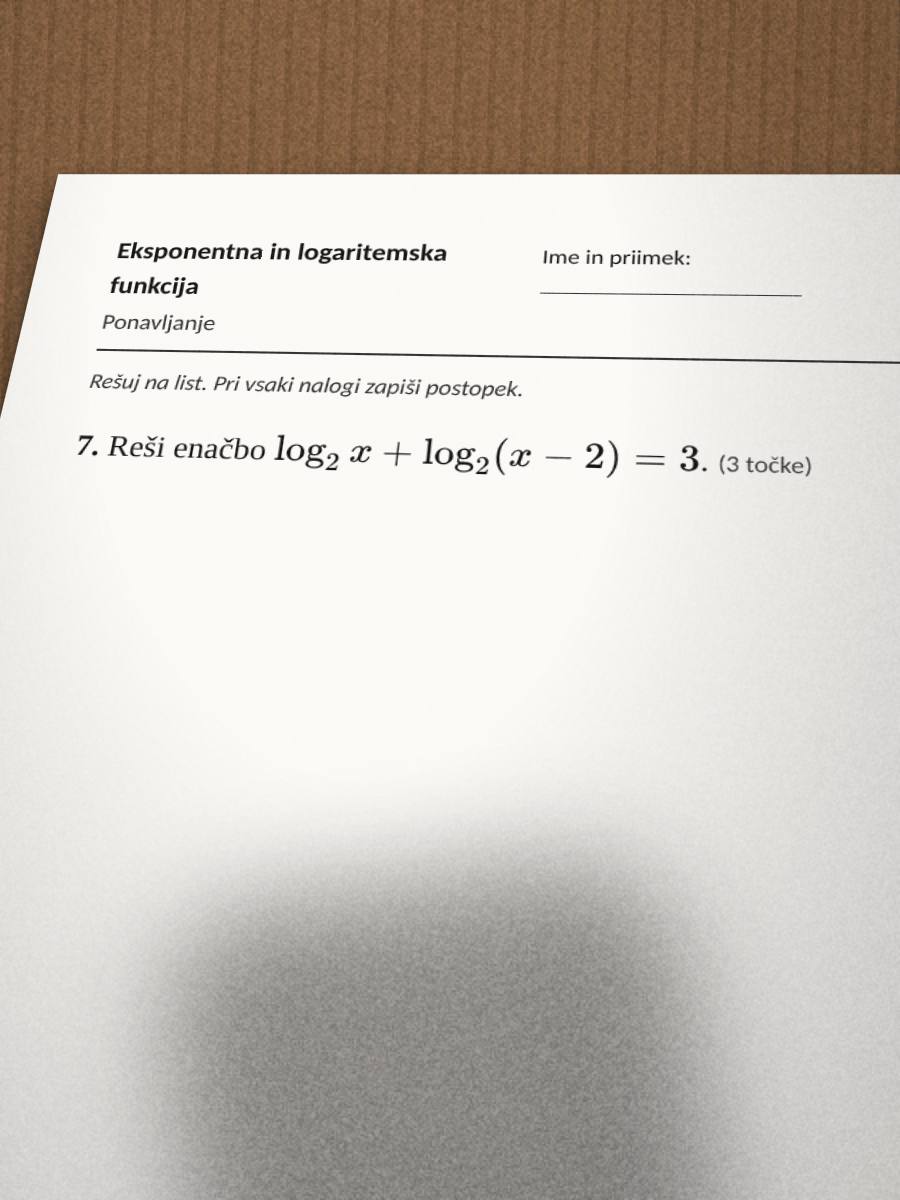 Eksponentna in logaritemska
funkcija
Ponavljanje
Ime in priimek:
Rešuj na list. Pri vsaki nalogi zapiši postopek.
7. Reši enačbo log₂ x + log₂(x − 2) = 3. (3 točke)